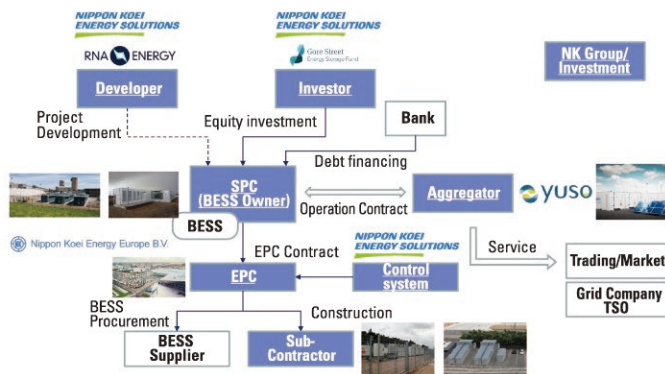 NIPPON KOEI
ENERGY SOLUTIONS
RNA ENERGY
Developer
NIPPON KOEI
ENERGY SOLUTIONS
Gore Street
Energy Storage Fund
Investor
NK Group/
Investment
Project
Development
Equity investment
Bank
Debt financing
SPC
(BESS Owner)
BESS
Operation Contract
Aggregator
yuso
Nippon Koei Energy Europe B.V.
EPC Contract
NIPPON KOEI
ENERGY SOLUTIONS
Service
Trading/Market
EPC
Control
system
Grid Company
TSO
BESS
Procurement
Construction
BESS
Supplier
Sub-
Contractor